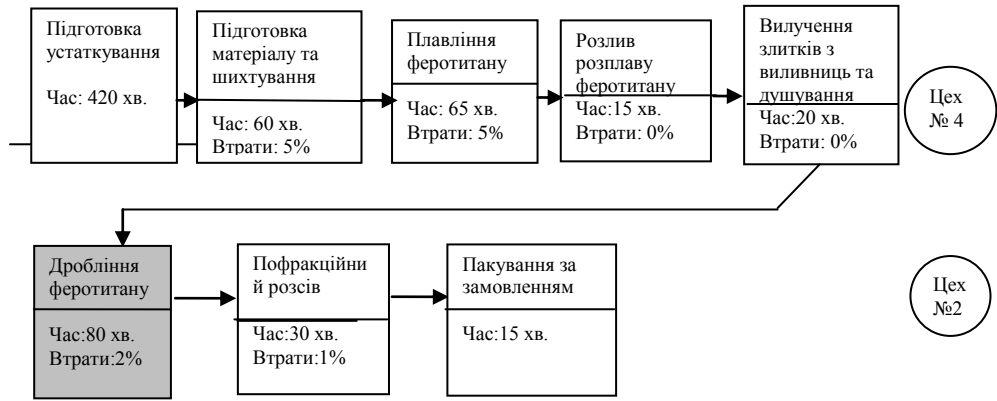 Підготовка
устаткування
Час: 420 хв.
Підготовка
матеріалу та
шихтування
Час: 60 хв.
Втрати: 5%
Плавління
феротитану
Час: 65 хв.
Втрати: 5%
Розлив
розплаву
феротитану
Час:15 хв.
Втрати: 0%
Вилучення
злитків з
виливниць та
душування
Час:20 хв.
Втрати: 0%
Цех
№ 4
Дробління
феротитану
Час:80 хв.
Втрати:2%
Пофракційни
й розсів
Час:30 хв.
Втрати:1%
Пакування за
замовленням
Час:15 хв.
Цех
№2